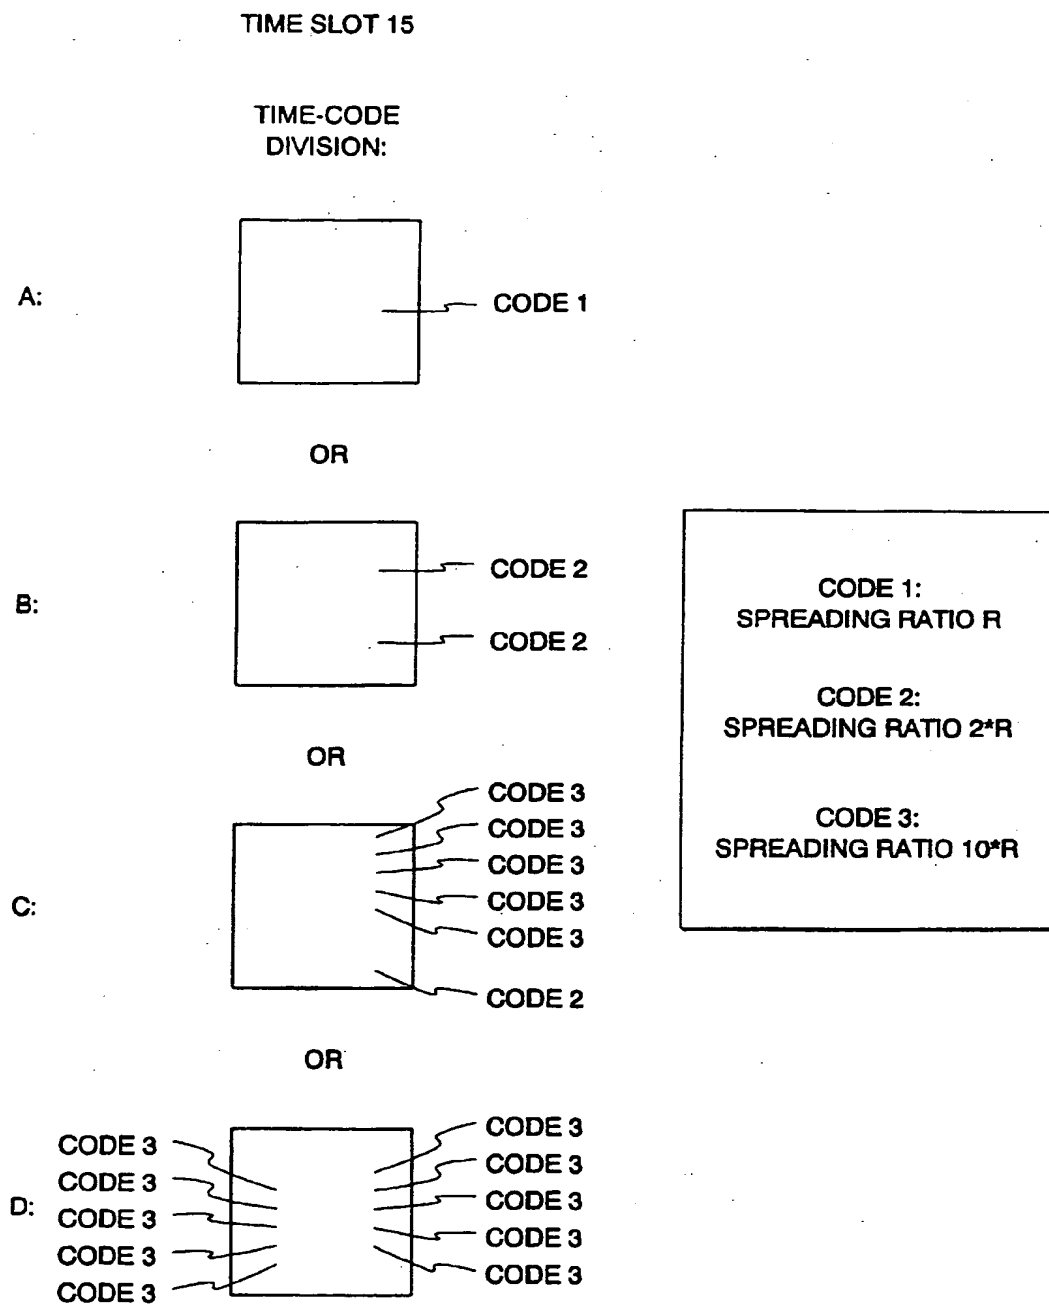 TIME SLOT 15
TIME-CODE
DIVISION:
A:
CODE 1
OR
B:
CODE 2
CODE 2
OR
C:
CODE 3
CODE 3
CODE 3
CODE 3
CODE 3
CODE 2
OR
D:
CODE 3
CODE 3
CODE 3
CODE 3
CODE 3
CODE 3
CODE 3
CODE 3
CODE 3
CODE 3
CODE 1:
SPREADING RATIO R
CODE 2:
SPREADING RATIO 2*R
CODE 3:
SPREADING RATIO 10*R